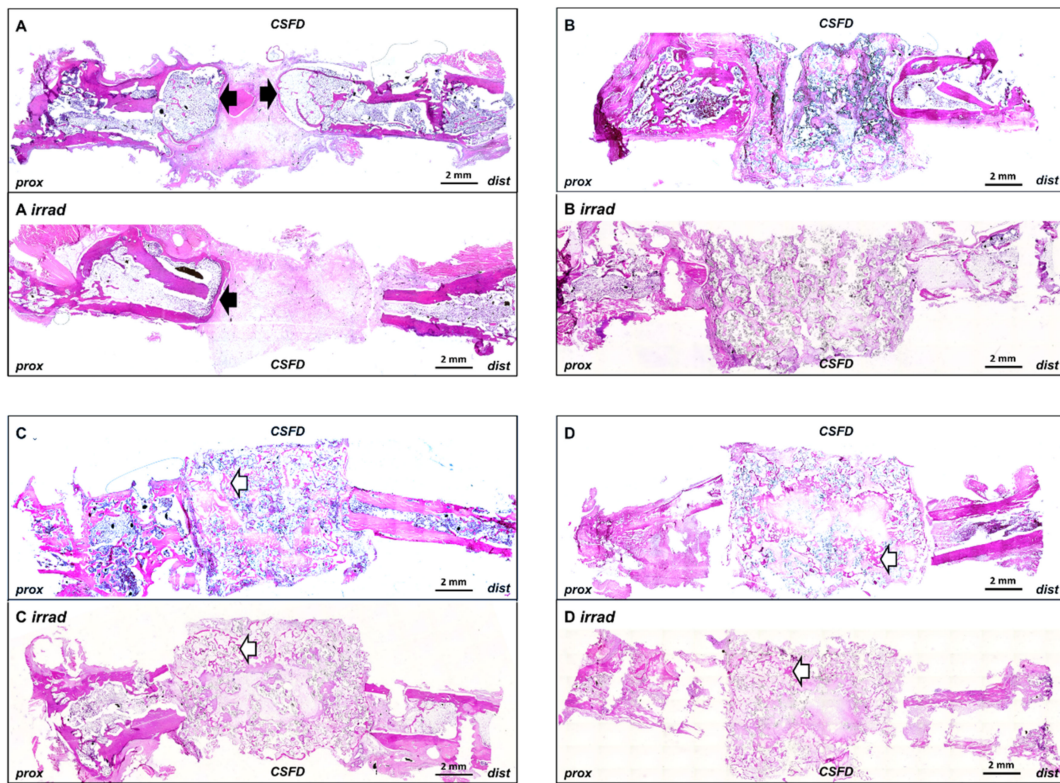 A
CSFD
2 mm
prox
dist
A irrad
2 mm
prox
CSFD
dist
B
CSFD
2 mm
prox
dist
B irrad
2 mm
prox
CSFD
dist
C
CSFD
2 mm
prox
dist
C irrad
2 mm
prox
CSFD
dist
D
CSFD
2 mm
prox
dist
D irrad
2 mm
prox
CSFD
dist